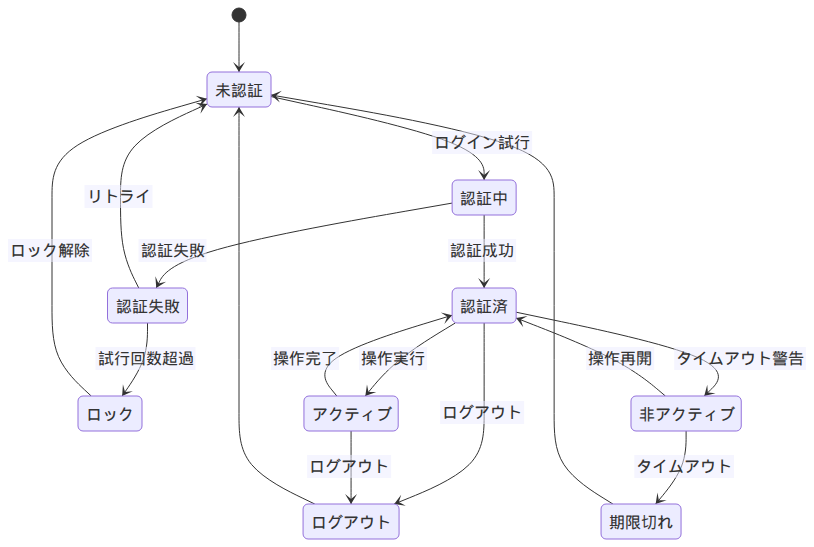 未認証
ログイン試行
認証中
リトライ
ロック解除
認証失敗
認証成功
認証失敗
認証済
試行回数超過
操作完了
操作実行
操作再開
タイムアウト警告
ロック
アクティブ
ログアウト
非アクティブ
ログアウト
タイムアウト
ログアウト
期限切れ